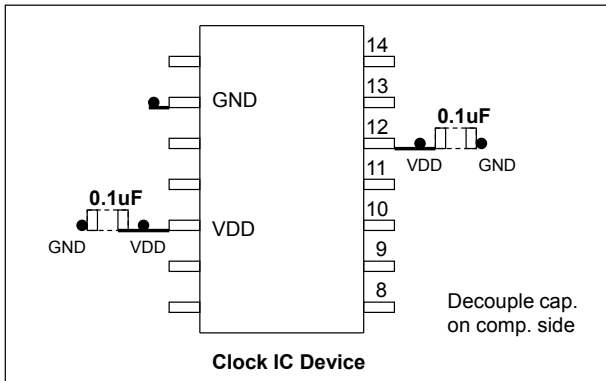 14
13
GND
0.1uF
12
VDD
GND
11
0.1uF
10
VDD
GND
VDD
9
8
Decouple cap.
on comp. side
Clock IC Device